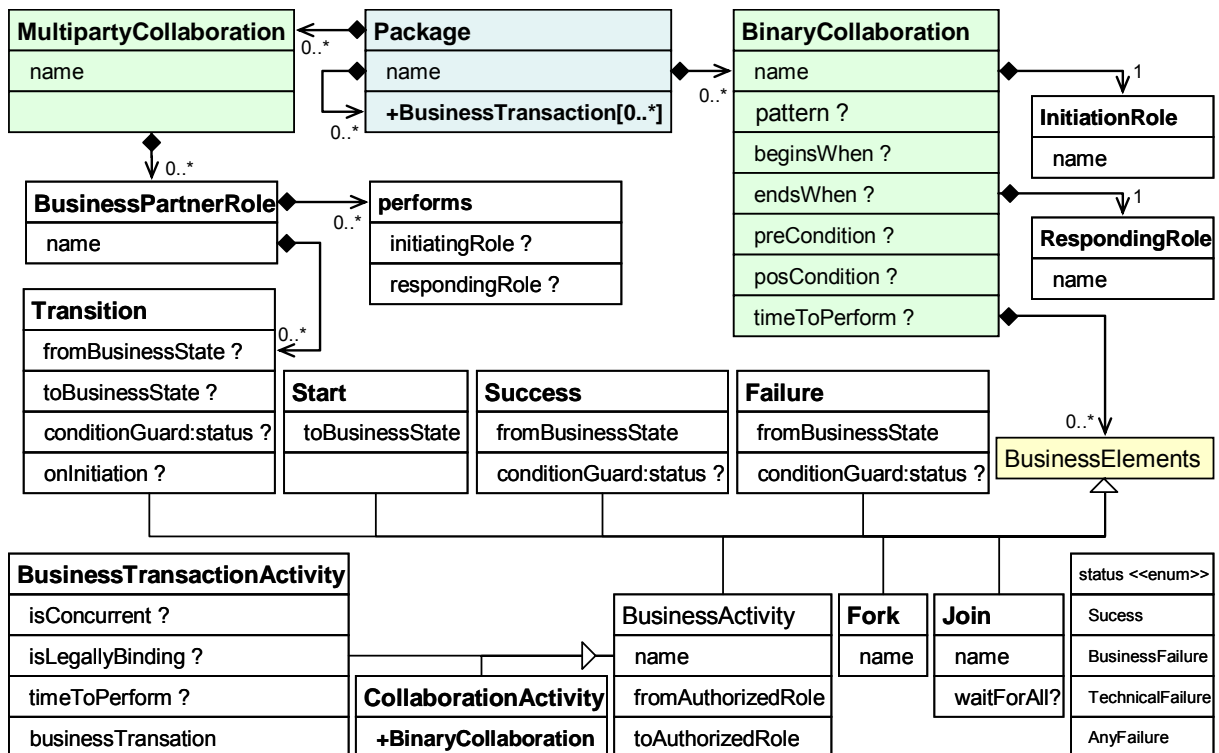 MultipartyCollaboration
name
0..*
Package
name
+BusinessTransaction[0..*]
0..*
0..*
BinaryCollaboration
name
pattern ?
beginsWhen ?
endsWhen ?
preCondition ?
posCondition ?
timeToPerform ?
1
InitiationRole
name
1
RespondingRole
name
0..*
BusinessPartnerRole
name
0..*
performs
initiatingRole ?
respondingRole ?
0..*
Transition
fromBusinessState ?
toBusinessState ?
conditionGuard:status ?
onInitiation ?
Start
toBusinessState
Success
fromBusinessState
conditionGuard:status ?
Failure
fromBusinessState
conditionGuard:status ?
0..*
BusinessElements
BusinessTransactionActivity
isConcurrent ?
isLegallyBinding ?
timeToPerform ?
businessTransation
CollaborationActivity
+BinaryCollaboration
BusinessActivity
name
fromAuthorizedRole
toAuthorizedRole
Fork
name
Join
name
waitForAll?
status <<enum>>
Sucess
BusinessFailure
TechnicalFailure
AnyFailure